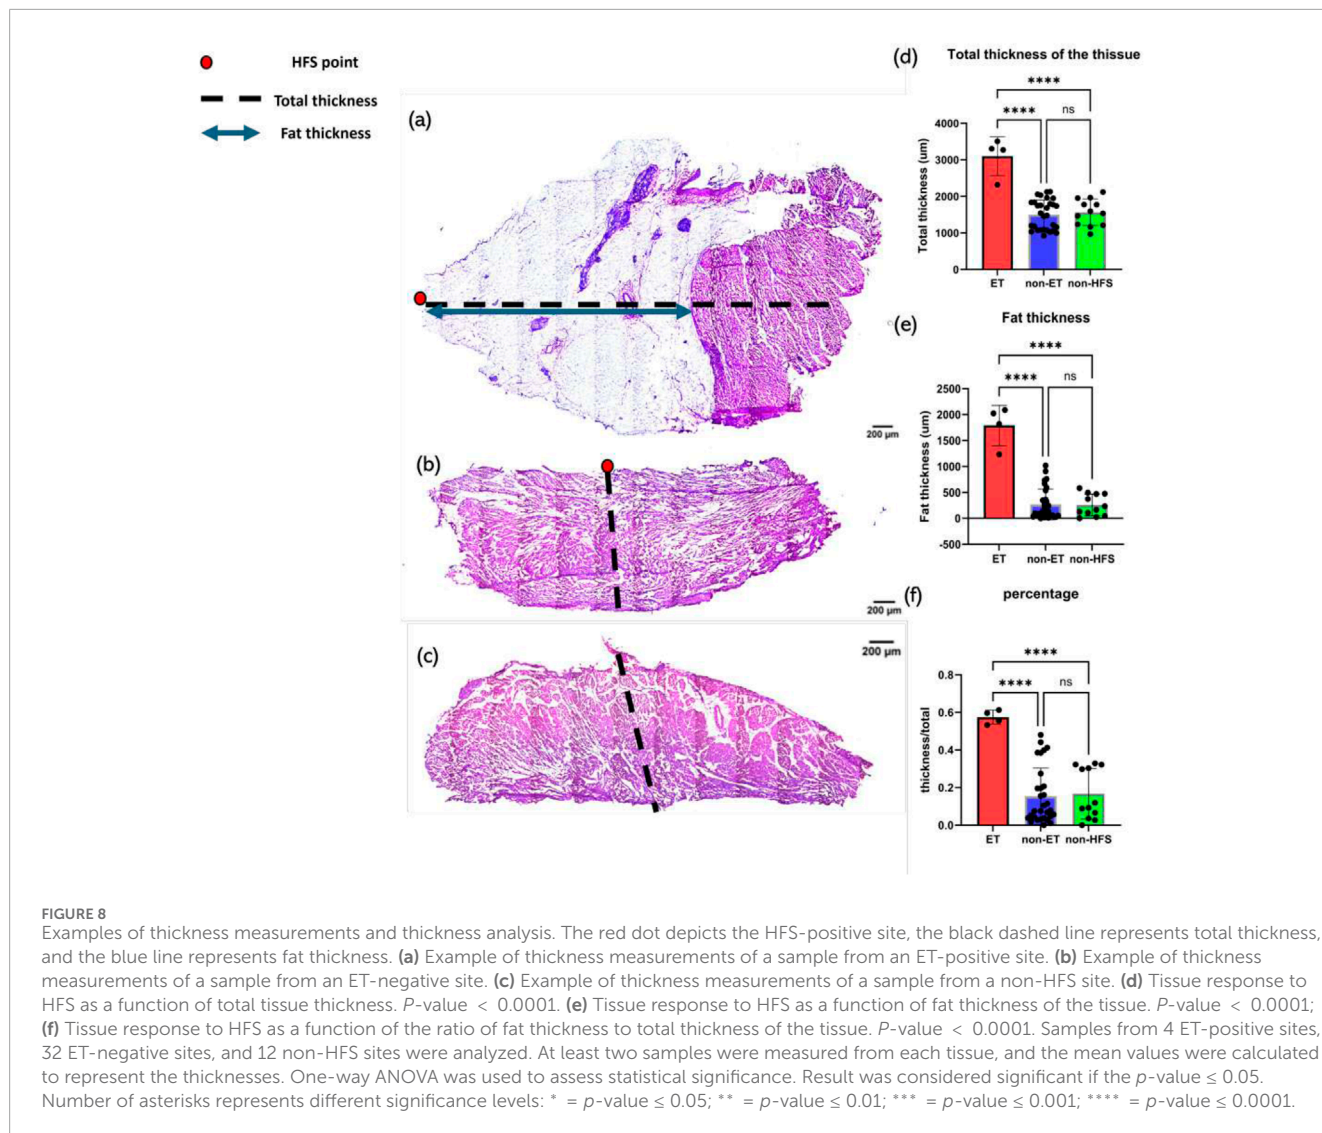 HFS point
Total thickness
Fat thickness
(a)
200 µm
(b)
200 µm
(c)
200 µm
(d)
Total thickness of the thissue
****
****
ns
Total thickness (um)
4000
3000
2000
1000
0
ET
non-ET
non-HFS
(e)
Fat thickness
****
****
ns
Fat thickness (um)
2500
2000
1500
1000
500
0
-500
ET
non-ET
non-HFS
(f)
percentage
****
****
ns
thickness/total
0.8
0.6
0.4
0.2
0.0
ET
non-ET
non-HFS
FIGURE 8
Examples of thickness measurements and thickness analysis. The red dot depicts the HFS-positive site, the black dashed line represents total thickness,
and the blue line represents fat thickness. (a) Example of thickness measurements of a sample from an ET-positive site. (b) Example of thickness
measurements of a sample from an ET-negative site. (c) Example of thickness measurements of a sample from a non-HFS site. (d) Tissue response to
HFS as a function of total tissue thickness. P-value < 0.0001. (e) Tissue response to HFS as a function of fat thickness of the tissue. P-value < 0.0001;
(f) Tissue response to HFS as a function of the ratio of fat thickness to total thickness of the tissue. P-value < 0.0001. Samples from 4 ET-positive sites,
32 ET-negative sites, and 12 non-HFS sites were analyzed. At least two samples were measured from each tissue, and the mean values were calculated
to represent the thicknesses. One-way ANOVA was used to assess statistical significance. Result was considered significant if the p-value ≤ 0.05.
Number of asterisks represents different significance levels: * = p-value ≤ 0.05; ** = p-value ≤ 0.01; *** = p-value ≤ 0.001; **** = p-value ≤ 0.0001.